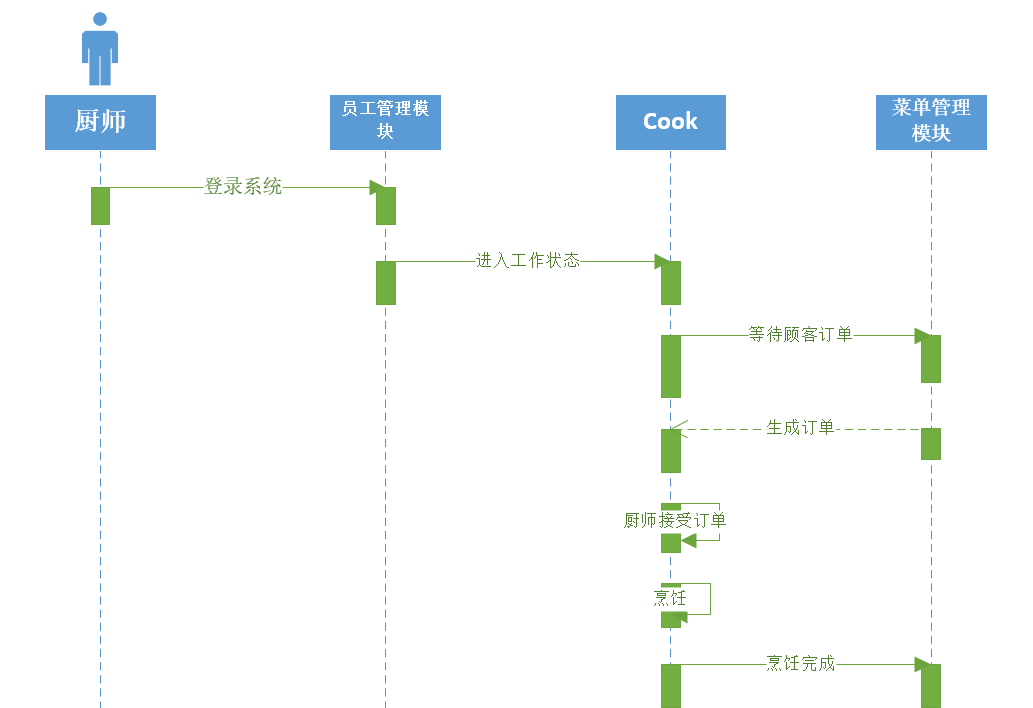 厨师
员工管理模
块
Cook
菜单管理
模块
登录系统
进入工作状态
等待顾客订单
生成订单
厨师接受订单
烹饪
烹饪完成